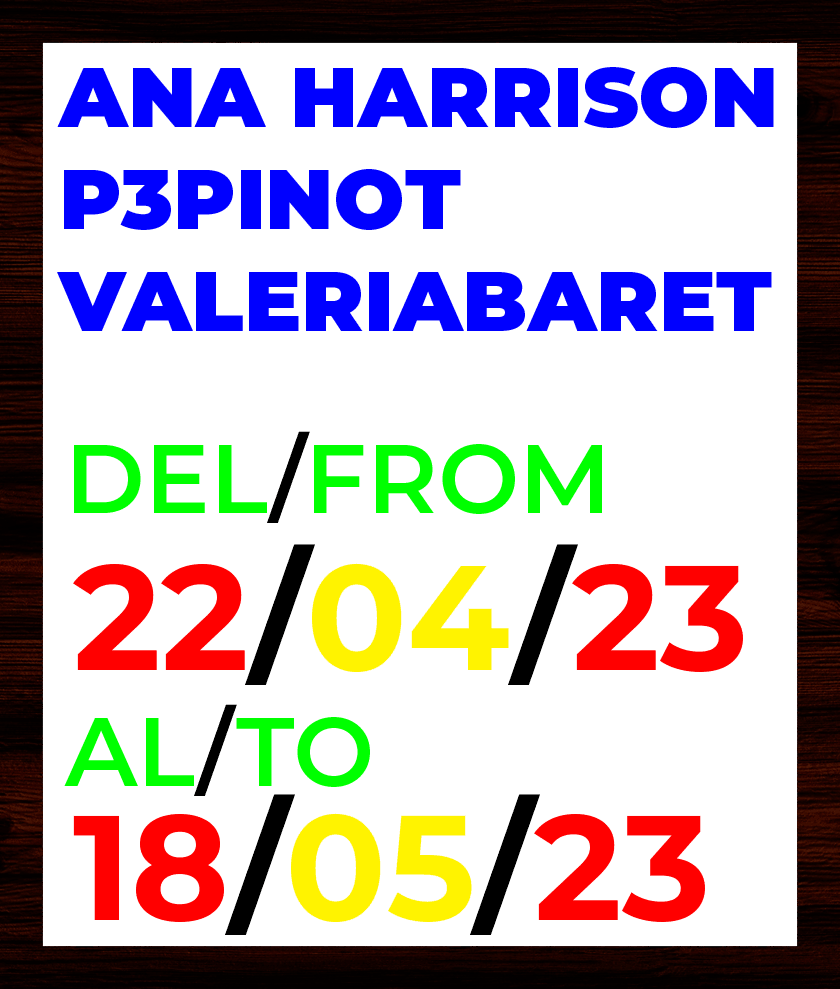 ANA HARRISON
P3PINOT
VALERIABARET
DEL/FROM
22/04/23
AL/TO
18/05/23